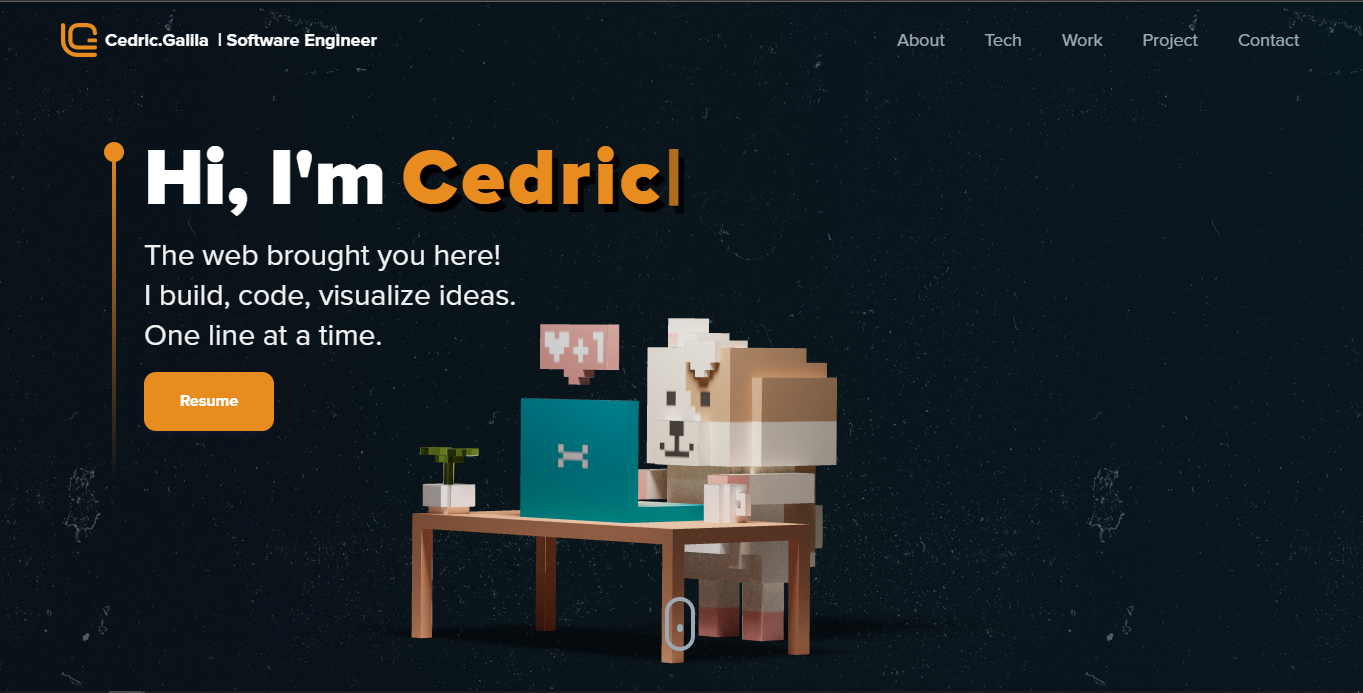 Cedric.Galila | Software Engineer
About Tech Work Project Contact
Hi, I'm Cedric|
The web brought you here!
I build, code, visualize ideas.
One line at a time.
+1
Resume